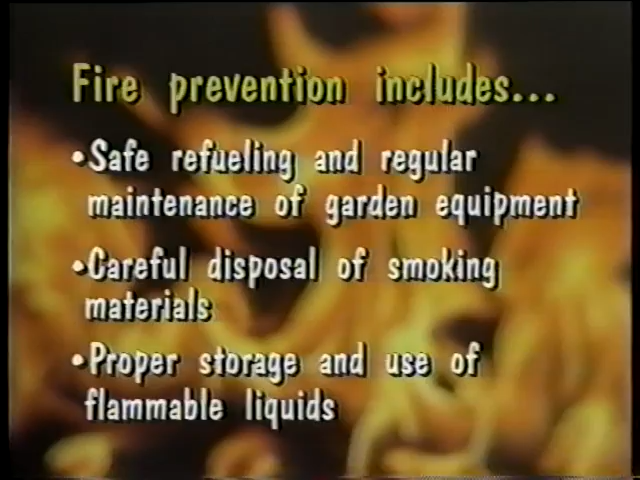 Fire prevention includes...
•Safe refueling and regular
maintenance of garden equipment
•Careful disposal of smoking
materials
•Proper storage and use of
flammable liquids